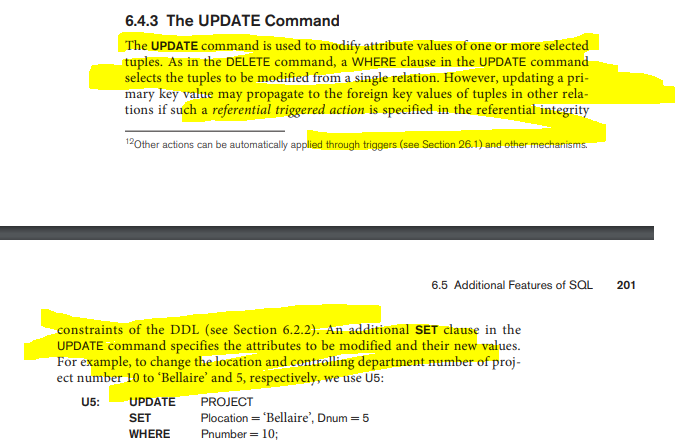 6.4.3 The UPDATE Command
The UPDATE command is used to modify attribute values of one or more selected
tuples. As in the DELETE command, a WHERE clause in the UPDATE command
selects the tuples to be modified from a single relation. However, updating a pri-
mary key value may propagate to the foreign key values of tuples in other rela-
tions if such a referential triggered action is specified in the referential integrity
12Other actions can be automatically applied through triggers (see Section 26.1) and other mechanisms.
6.5 Additional Features of SQL 201
constraints of the DDL (see Section 6.2.2). An additional SET clause in the
UPDATE command specifies the attributes to be modified and their new values.
For example, to change the location and controlling department number of proj-
ect number 10 to ‘Bellaire’ and 5, respectively, we use U5:
U5: UPDATE PROJECT
SET Plocation = ‘Bellaire’, Dnum = 5
WHERE Pnumber = 10;